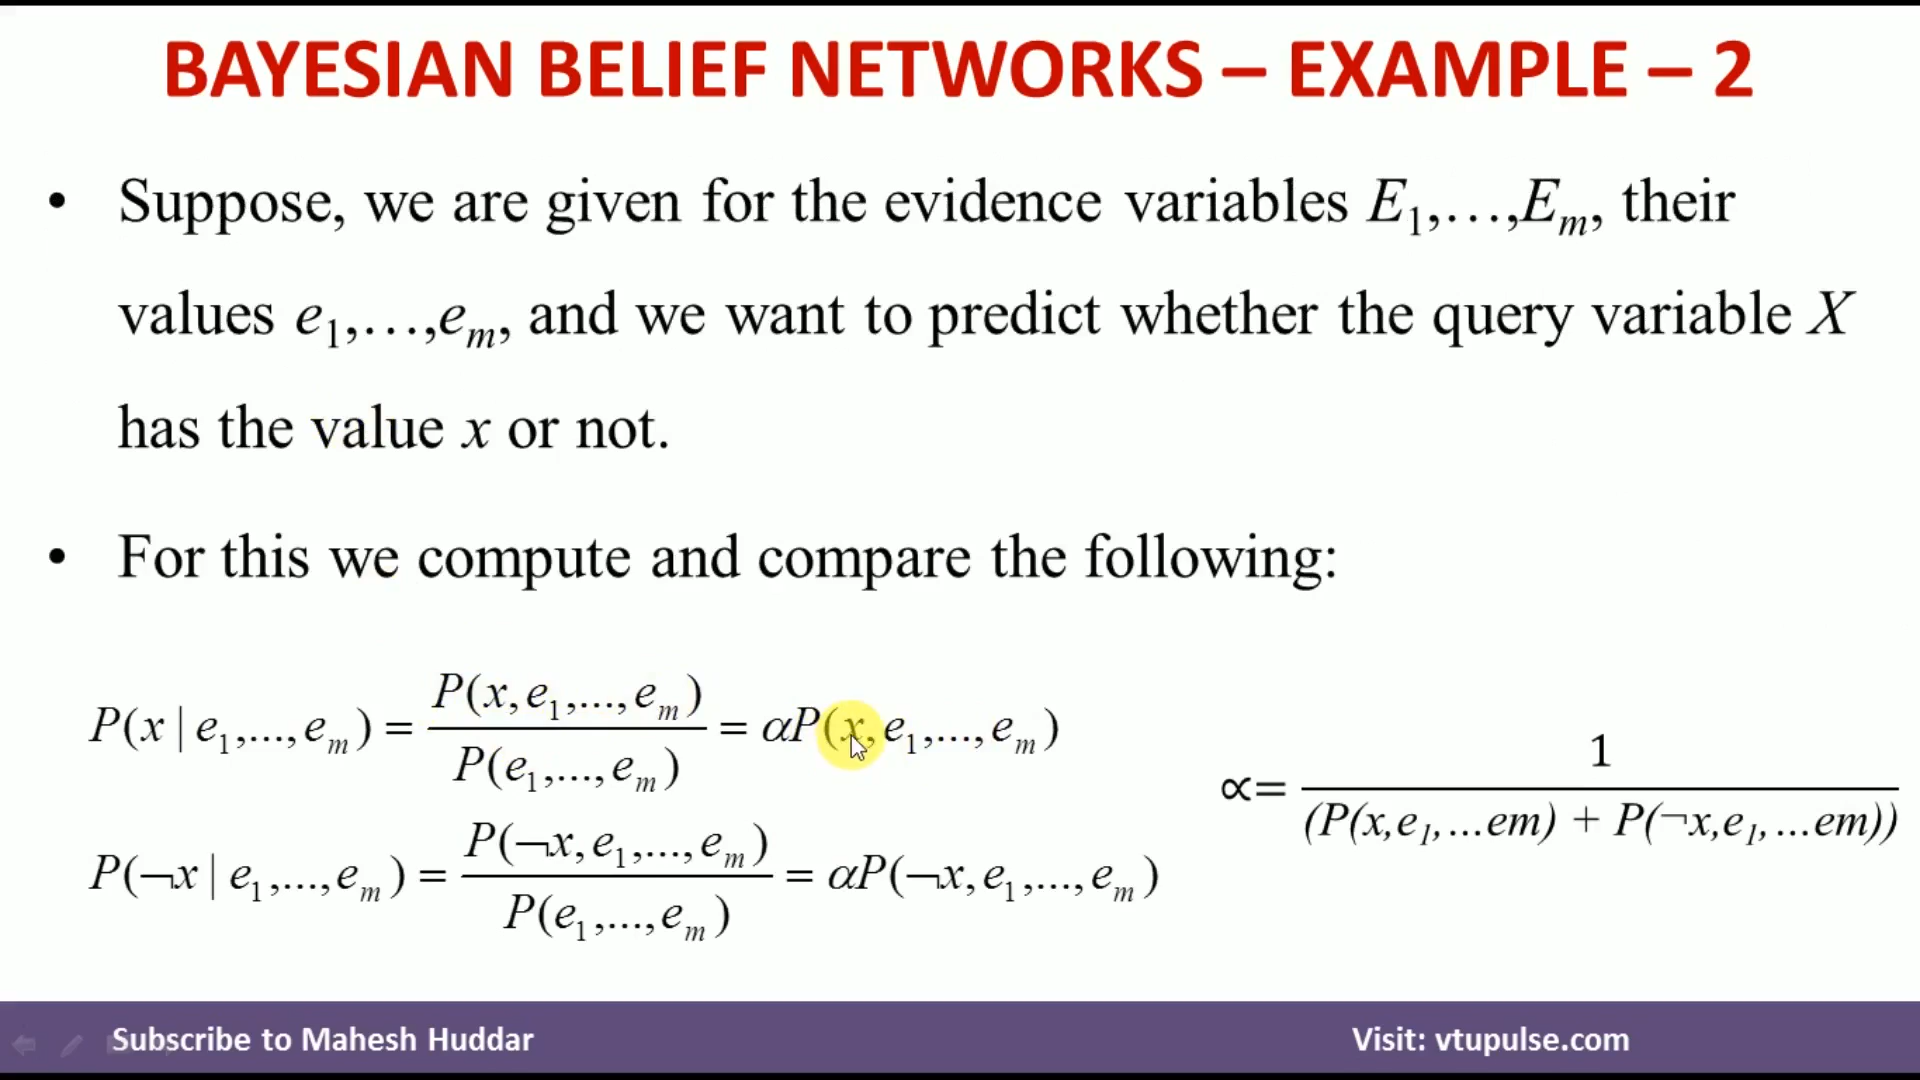 BAYESIAN BELIEF NETWORKS – EXAMPLE – 2
• Suppose, we are given for the evidence variables E₁,…,Eₘ, their
values e₁,…,eₘ, and we want to predict whether the query variable X
has the value x or not.
• For this we compute and compare the following:
P(x | e₁,...,eₘ) = P(x,e₁,...,eₘ) / P(e₁,...,eₘ) = αP(x,e₁,...,eₘ)
∝= 1 / (P(x,e₁,...em) + P(¬x,e₁,...em))
P(¬x | e₁,...,eₘ) = P(¬x,e₁,...,eₘ) / P(e₁,...,eₘ) = αP(¬x,e₁,...,eₘ)
Subscribe to Mahesh Huddar
Visit: vtupulse.com